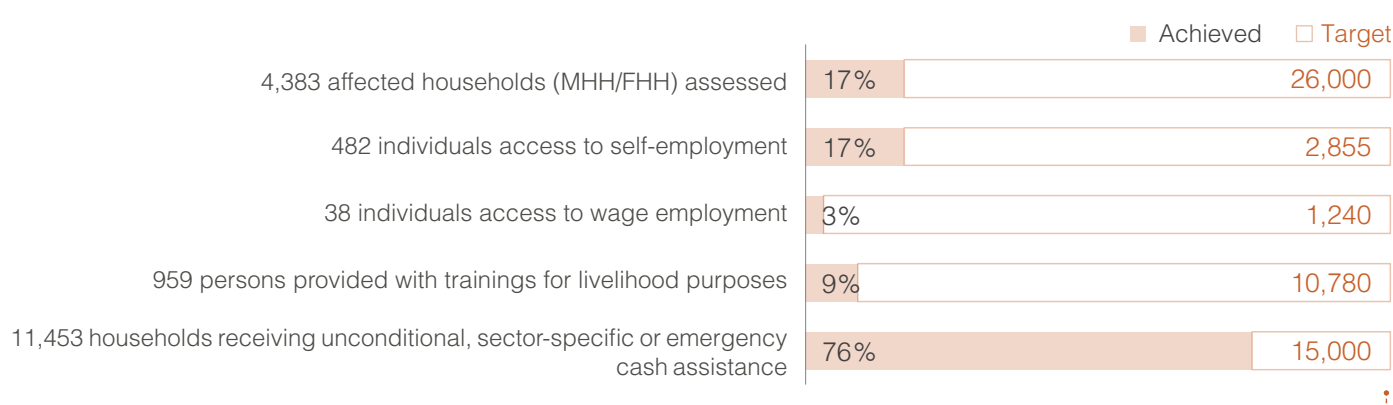 Achieved Target
4,383 affected households (MHH/FHH) assessed 17% 26,000
482 individuals access to self-employment 17% 2,855
38 individuals access to wage employment 3% 1,240
959 persons provided with trainings for livelihood purposes 9% 10,780
11,453 households receiving unconditional, sector-specific or emergency
cash assistance 76% 15,000